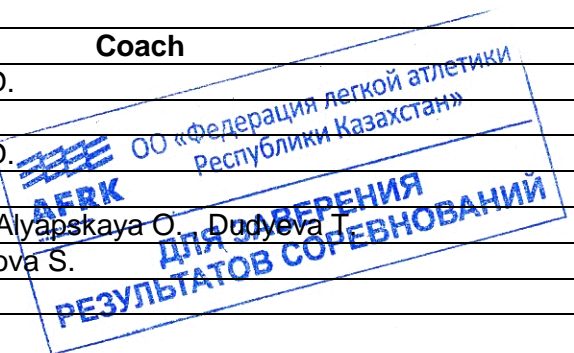 Coach
D.
D.
Alyapskaya O. Dudyeva T.
ova S.
AFRK
ОО «Федерация легкой атлетики
Республики Казахстан»
ДЛЯ ЗАВЕРЕНИЯ
РЕЗУЛЬТАТОВ СОРЕВНОВАНИЙ